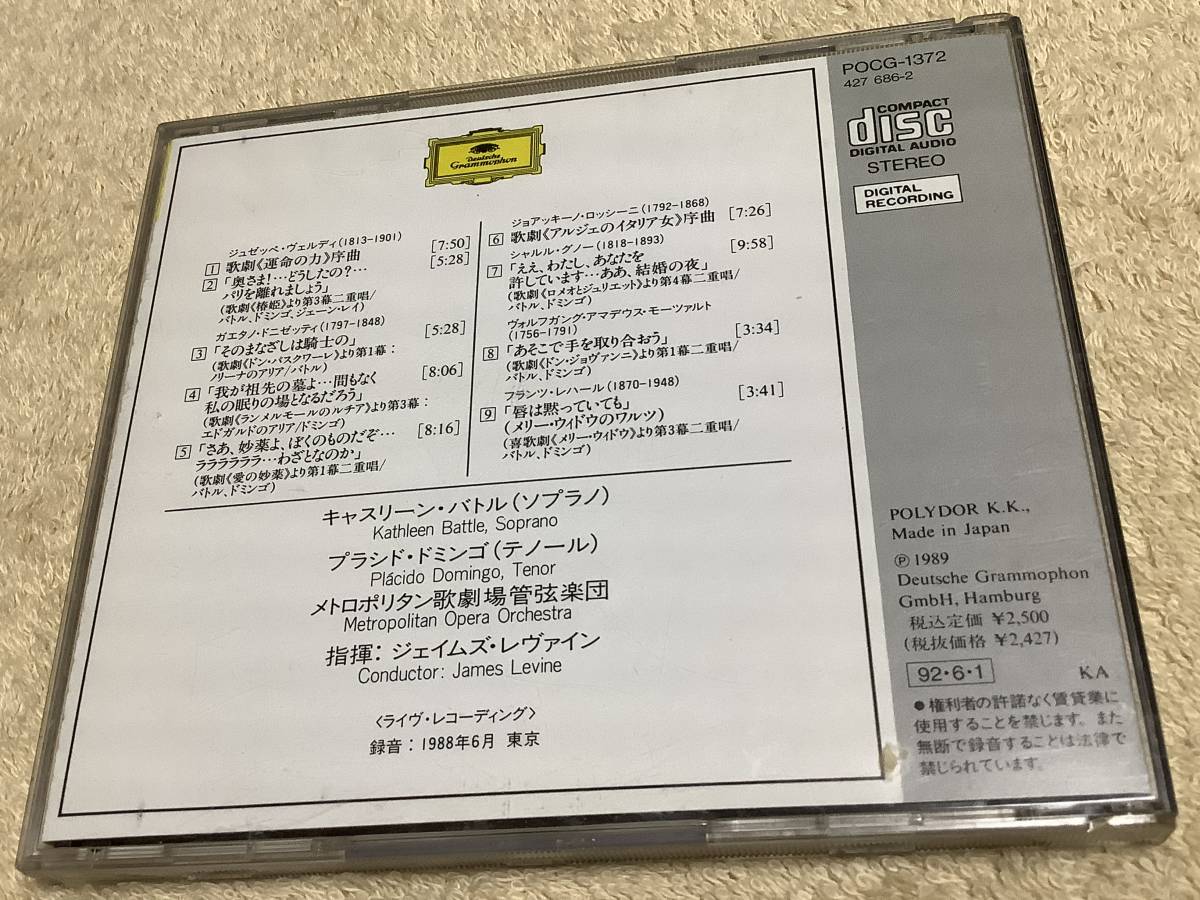 Deutsche
Grammophon
ジュゼッペ・ヴェルディ(1813-1901)
1 歌劇《運命の力》序曲 [7:50]
2 「奥さま!…どうしたの?… [5:28]
パリを離れましょう」
(歌劇《椿姫》より第3幕二重唱/
バトル、ドミンゴ、ジェーン・レイ)
ガエタノ・ドニゼッティ(1797-1848)
3 「そのまなざしは騎士の」 [5:28]
(歌劇《ドン・パスクワーレ》より第1幕:
ノリーナのアリア/バトル)
4 「我が祖先の墓よ…間もなく [8:06]
私の眠りの場となるだろう」
(歌劇《ランメルモールのルチア》より第3幕:
エドガルドのアリア/ドミンゴ)
5 「さあ、妙薬よ、ぼくのものだぞ… [8:16]
ラララララララ…わざとなのか」
(歌劇《愛の妙薬》より第1幕二重唱/
バトル、ドミンゴ)
ジョアッキーノ・ロッシーニ(1792-1868)
6 歌劇《アルジェのイタリア女》序曲 [7:26]
シャルル・グノー(1818-1893)
7 「ええ、わたし、あなたを [9:58]
許しています…ああ、結婚の夜」
(歌劇《ロメオとジュリエット》より第4幕二重唱/
バトル、ドミンゴ)
ヴォルフガング・アマデウス・モーツァルト
(1756-1791)
8 「あそこで手を取り合おう」 [3:34]
(歌劇《ドン・ジョヴァンニ》より第1幕二重唱/
バトル、ドミンゴ)
フランツ・レハール(1870-1948)
9 「唇は黙っていても」 [3:41]
(メリー・ウィドウのワルツ)
(喜歌劇《メリー・ウィドウ》より第3幕二重唱/
バトル、ドミンゴ)
キャスリーン・バトル(ソプラノ)
Kathleen Battle, Soprano
プラシド・ドミンゴ(テノール)
Plácido Domingo, Tenor
メトロポリタン歌劇場管弦楽団
Metropolitan Opera Orchestra
指揮: ジェイムズ・レヴァイン
Conductor: James Levine
〈ライヴ・レコーディング〉
録音:1988年6月 東京
POCG-1372
427 686-2
COMPACT
disc
DIGITAL AUDIO
STEREO
DIGITAL
RECORDING
POLYDOR K.K.,
Made in Japan
Ⓟ 1989
Deutsche Grammophon
GmbH, Hamburg
税込定価 ¥2,500
(税抜価格 ¥2,427)
92・6・1 KA
●権利者の許諾なく賃貸業に
使用することを禁じます。また
無断で録音することは法律で
禁じられています。